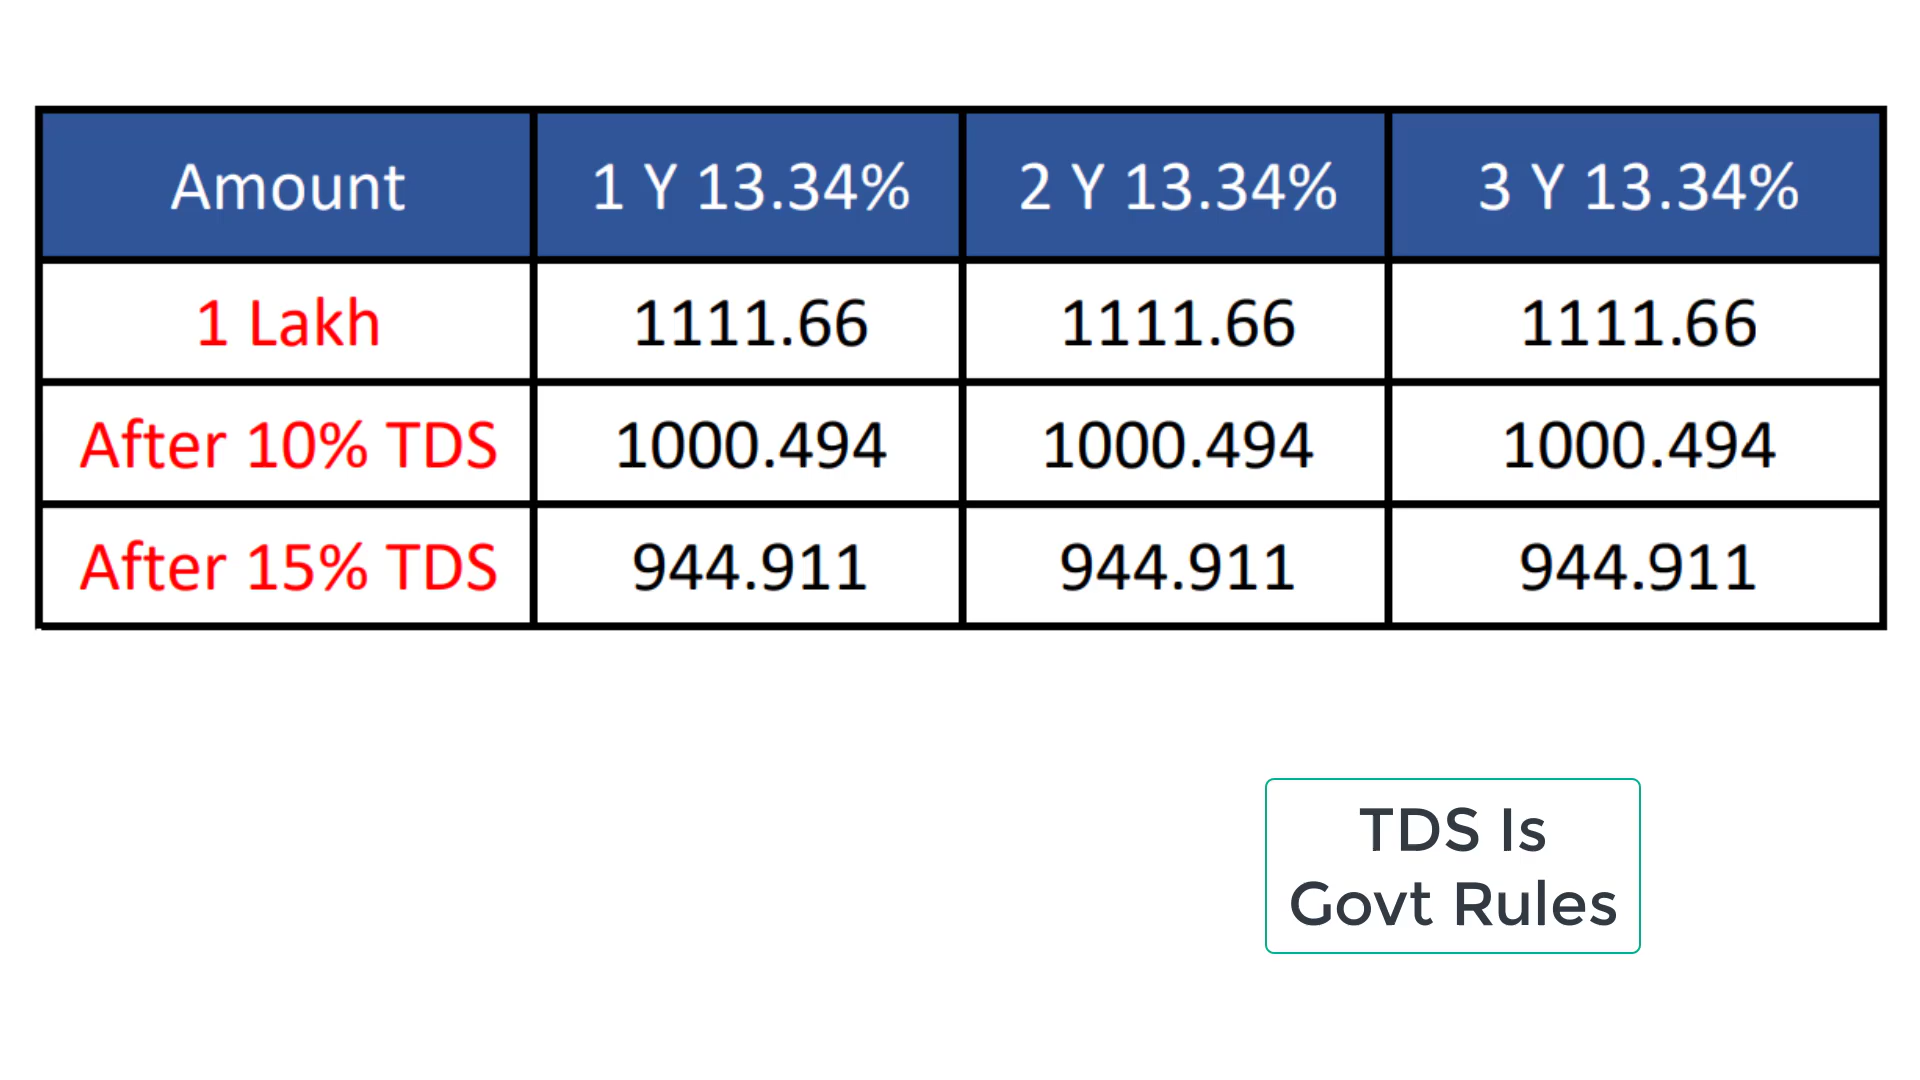 Amount 1 Y 13.34% 2 Y 13.34% 3 Y 13.34%
1 Lakh 1111.66 1111.66 1111.66
After 10% TDS 1000.494 1000.494 1000.494
After 15% TDS 944.911 944.911 944.911
TDS Is
Govt Rules